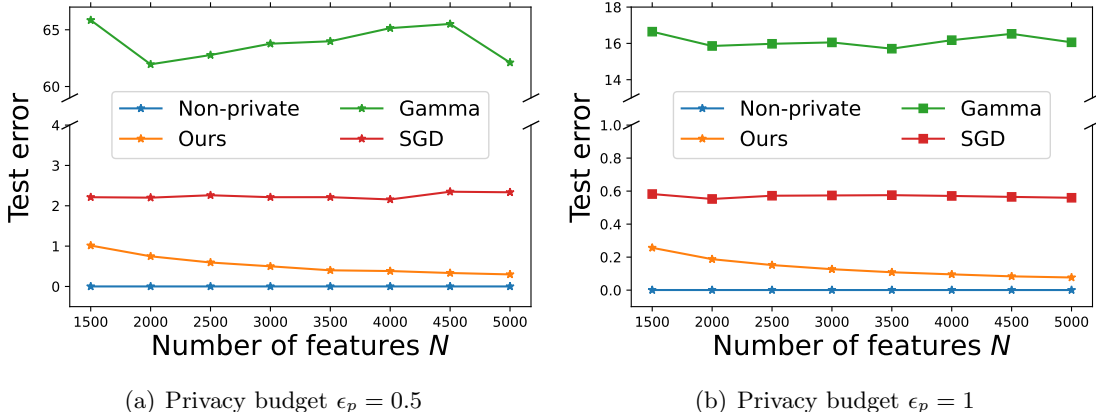 65
60
4
3
2
1
0
Test error
Non-private
Ours
Gamma
SGD
1500 2000 2500 3000 3500 4000 4500 5000
Number of features N
(a) Privacy budget ϵp = 0.5
18
16
14
1.0
0.8
0.6
0.4
0.2
0.0
Test error
Non-private
Ours
Gamma
SGD
1500 2000 2500 3000 3500 4000 4500 5000
Number of features N
(b) Privacy budget ϵp = 1